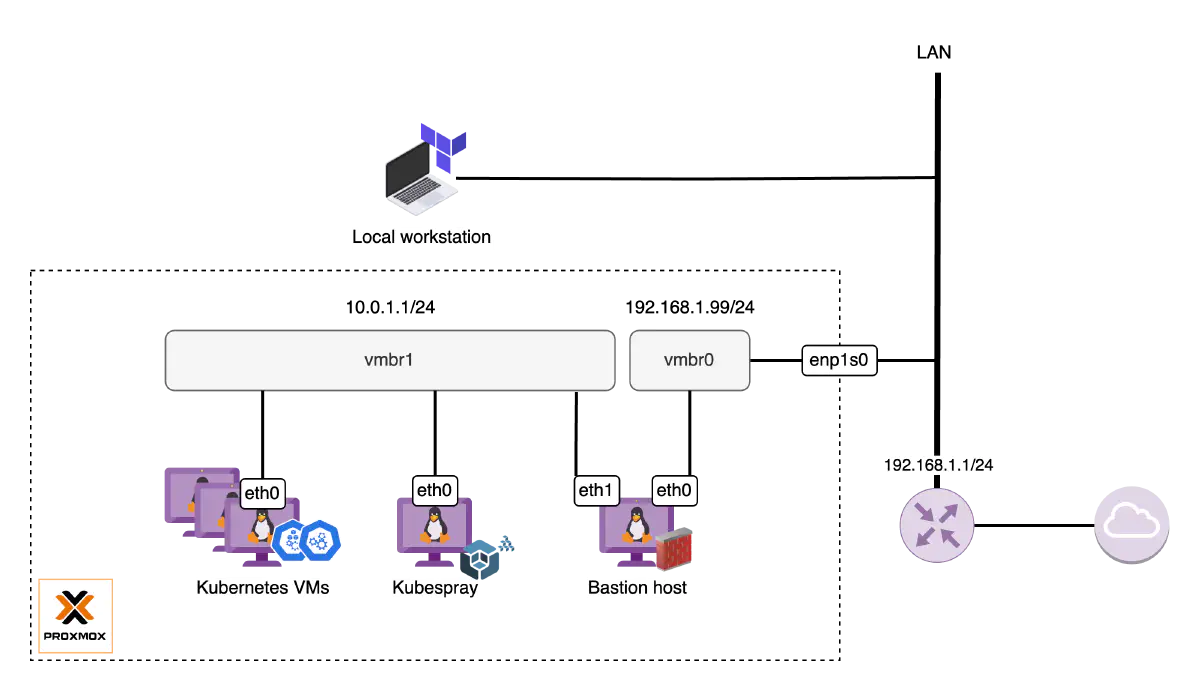 LAN
Local workstation
10.0.1.1/24
192.168.1.99/24
vmbr1
vmbr0
enp1s0
192.168.1.1/24
eth0
eth0
eth1
eth0
Kubernetes VMs
Kubespray
Bastion host
PROXMOX